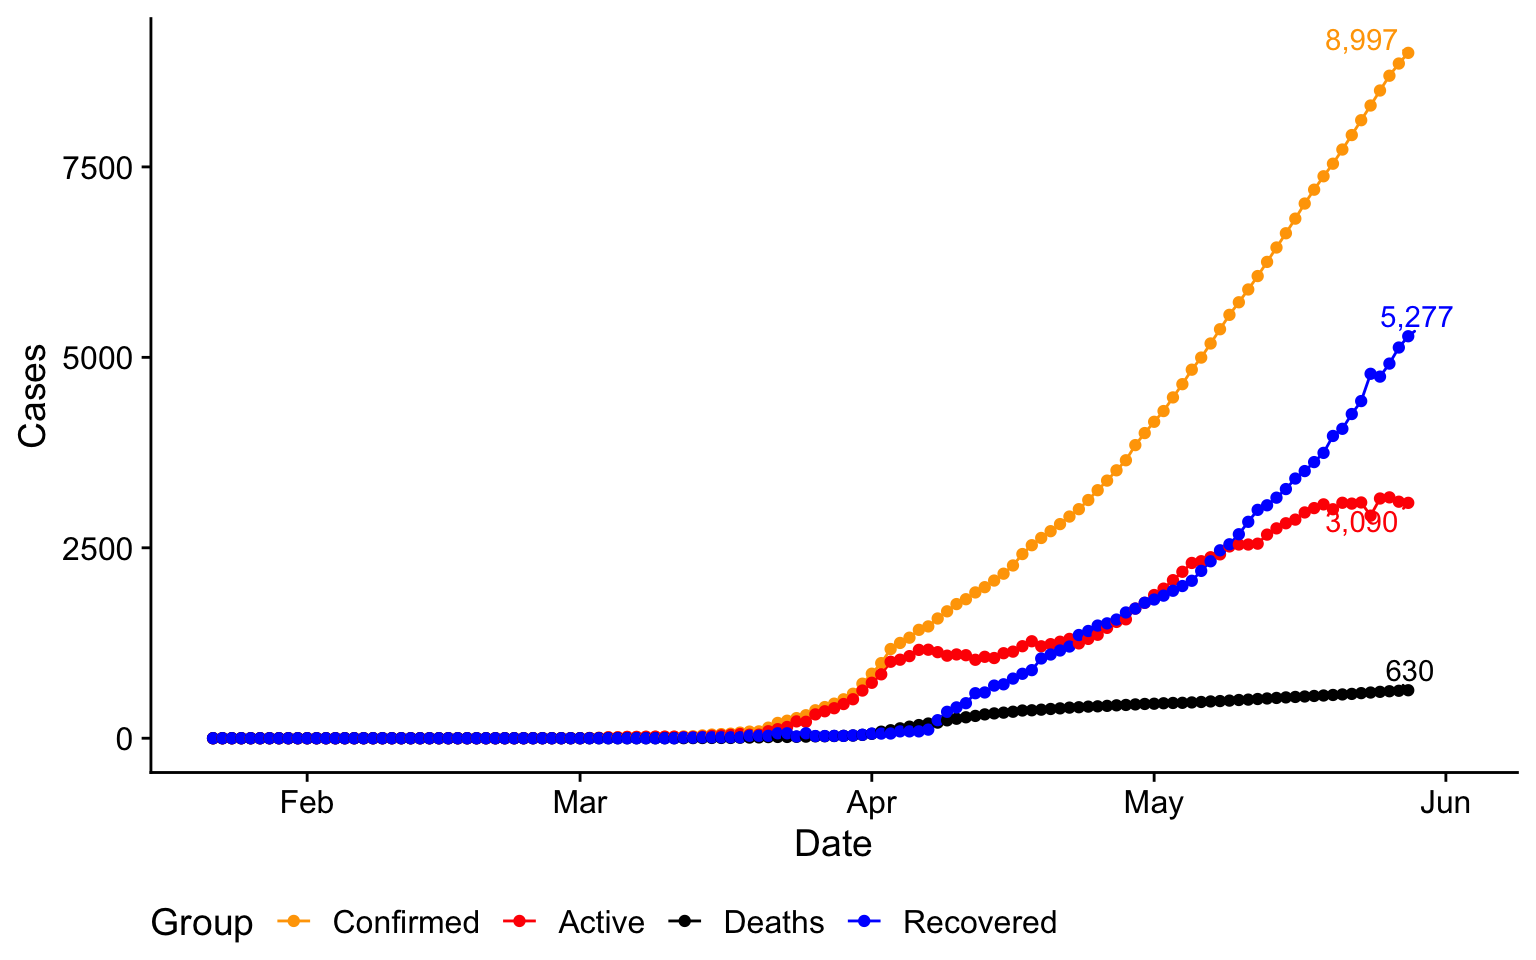 8,997
7500
5,277
5000
Cases
3,090
2500
630
0
Feb Mar Apr May Jun
Date
Group Confirmed Active Deaths Recovered